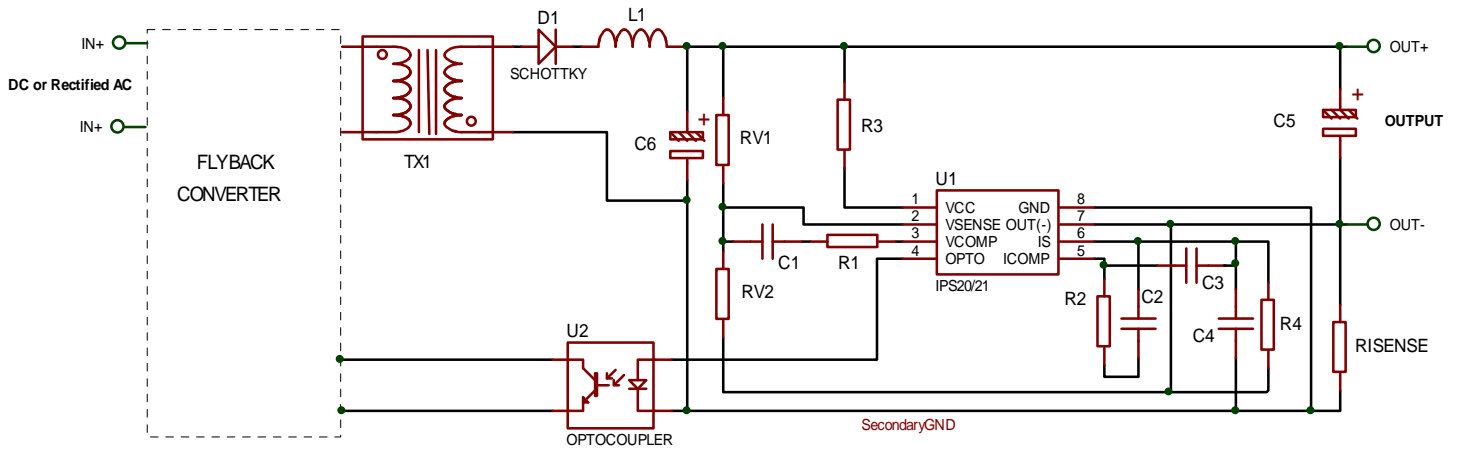 IN+
DC or Rectified AC
IN+
FLYBACK
CONVERTER
TX1
D1
SCHOTTKY
L1
C6
RV1
RV2
R3
C1
R1
U1
1 VCC GND 8
2 VSENSE OUT(-) 7
3 VCOMP IS 6
4 OPTO ICOMP 5
IPS20/21
R2
C2
C3
C4
R4
C5
OUTPUT
OUT+
OUT-
RISENSE
U2
OPTOCOUPLER
SecondaryGND